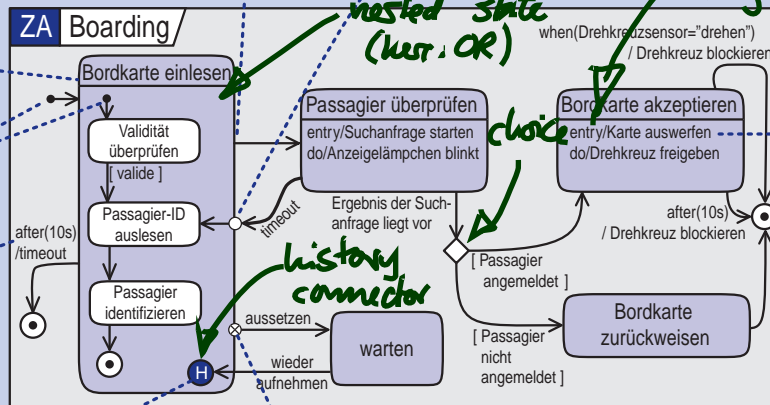 ZA Boarding
nested state
(hier. OR)
when(Drehkreuzsensor="drehen")
/ Drehkreuz blockieren
Bordkarte einlesen
Passagier überprüfen
entry/Suchanfrage starten
do/Anzeigelämpchen blinkt
choice
Bordkarte akzeptieren
entry/Karte auswerfen
do/Drehkreuz freigeben
Validität
überprüfen
[ valide ]
Passagier-ID
auslesen
timeout
Ergebnis der Such-
anfrage liegt vor
after(10s)
/ Drehkreuz blockieren
after(10s)
/timeout
[ Passagier
angemeldet ]
history
connector
Passagier
identifizieren
aussetzen
warten
wieder
aufnehmen
H
[ Passagier
nicht
angemeldet ]
Bordkarte
zurückweisen